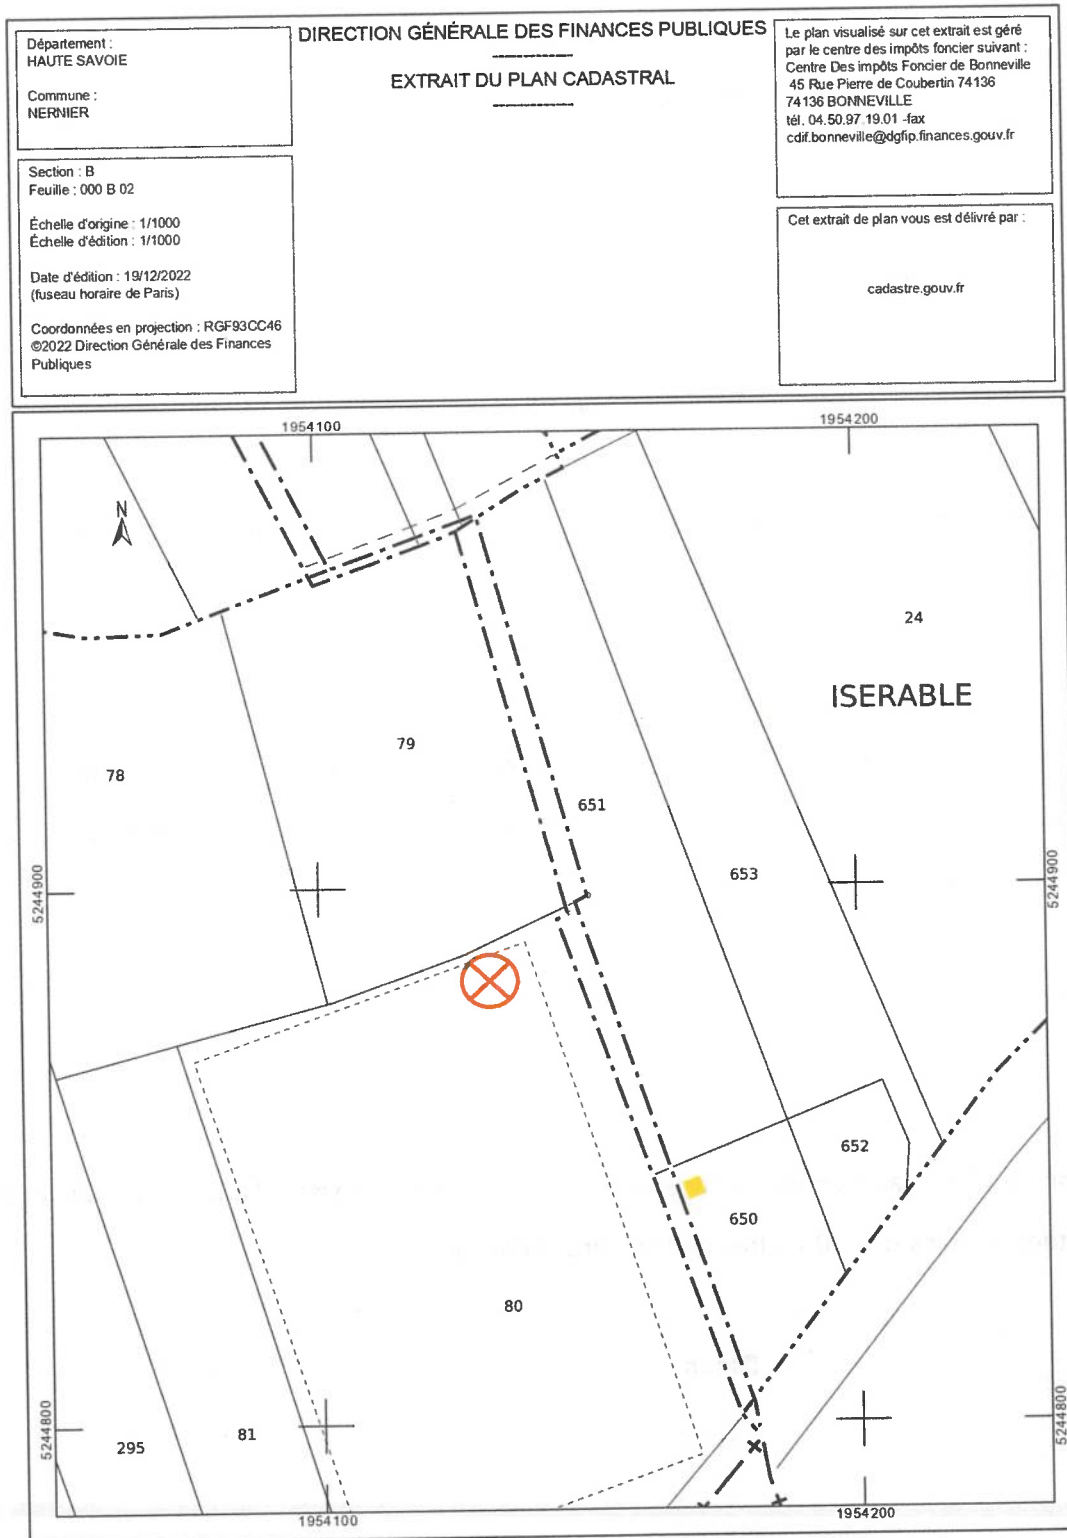 Département :
HAUTE SAVOIE
Commune :
NERNIER
Section : B
Feuille : 000 B 02
Échelle d'origine : 1/1000
Échelle d'édition : 1/1000
Date d'édition : 19/12/2022
(fuseau horaire de Paris)
Coordonnées en projection : RGF93CC46
©2022 Direction Générale des Finances
Publiques
DIRECTION GÉNÉRALE DES FINANCES PUBLIQUES
EXTRAIT DU PLAN CADASTRAL
Le plan visualisé sur cet extrait est géré
par le centre des impôts foncier suivant :
Centre Des impôts Foncier de Bonneville
45 Rue Pierre de Coubertin 74136
74136 BONNEVILLE
tél. 04.50.97.19.01 -fax
cdif.bonneville@dgfip.finances.gouv.fr
Cet extrait de plan vous est délivré par :
cadastre.gouv.fr
1954100
1954200
N
24
ISERABLE
79
78
651
653
5244900
5244900
652
650
80
81
295
5244800
5244800
1954100
1954200